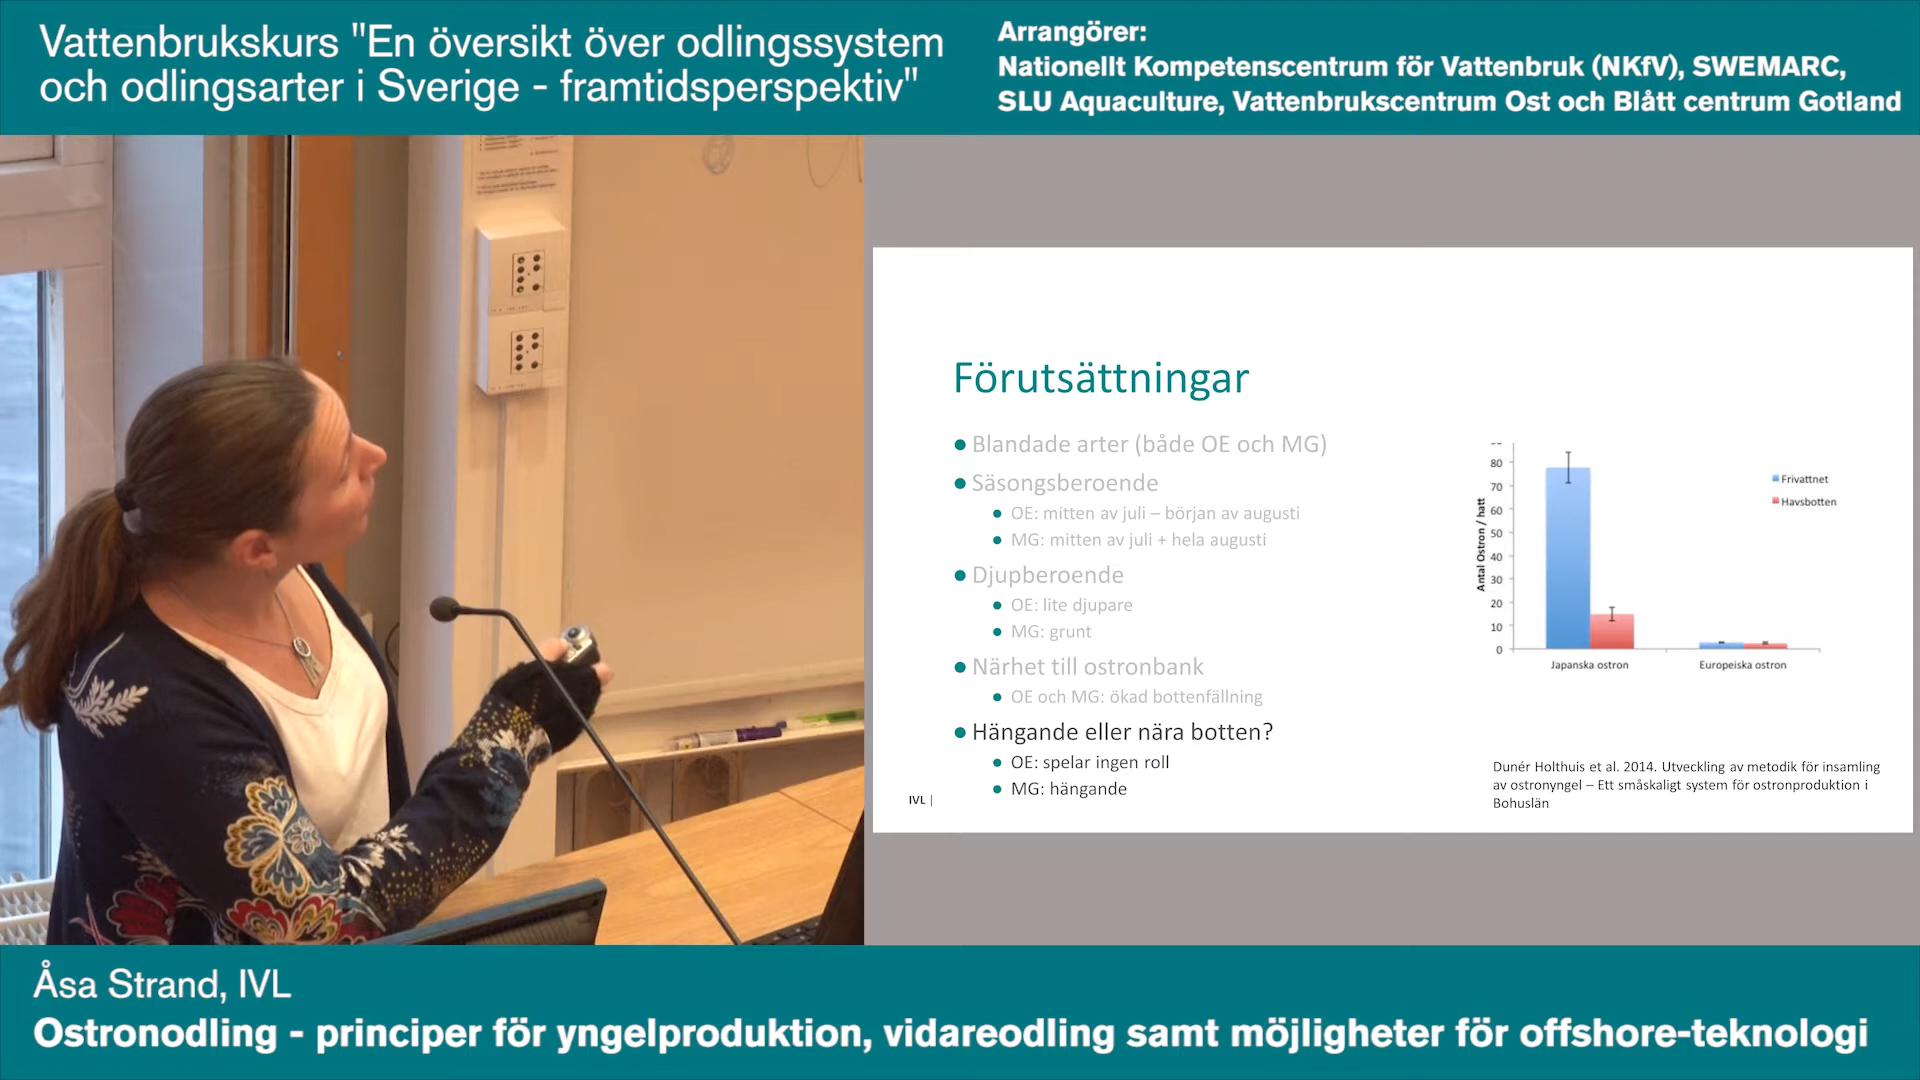 Vattenbrukskurs "En översikt över odlingssystem
och odlingsarter i Sverige - framtidsperspektiv"
Arrangörer:
Nationellt Kompetenscentrum för Vattenbruk (NKfV), SWEMARC,
SLU Aquaculture, Vattenbrukscentrum Ost och Blått centrum Gotland
Förutsättningar
Blandade arter (både OE och MG)
Säsongsberoende
OE: mitten av juli – början av augusti
MG: mitten av juli + hela augusti
Djupberoende
OE: lite djupare
MG: grunt
Närhet till ostronbank
OE och MG: ökad bottenfällning
Hängande eller nära botten?
OE: spelar ingen roll
MG: hängande
IVL |
Antal Ostron / hatt
80
70
60
50
40
30
20
10
0
Japanska ostron
Europeiska ostron
Frivattnet
Havsbotten
Dunér Holthuis et al. 2014. Utveckling av metodik för insamling
av ostronyngel – Ett småskaligt system för ostronproduktion i
Bohuslän
Åsa Strand, IVL
Ostronodling - principer för yngelproduktion, vidareodling samt möjligheter för offshore-teknologi